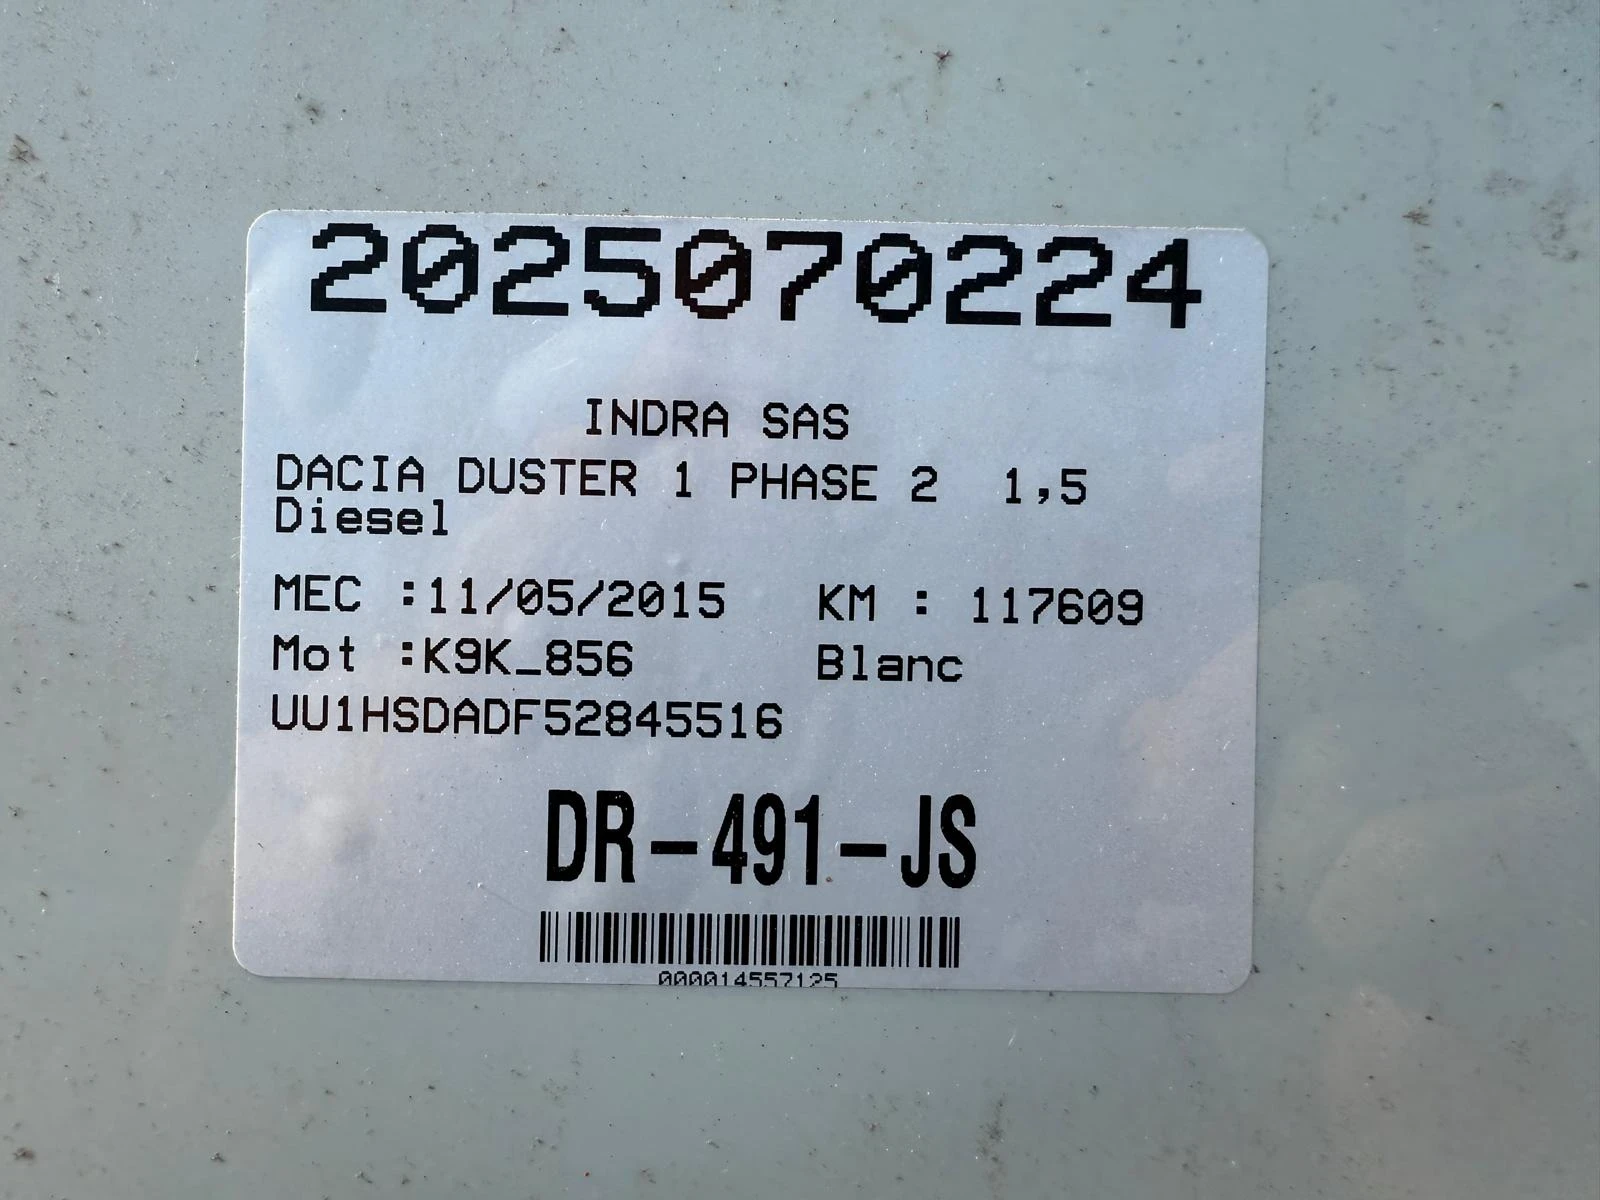 2025070224
INDRA SAS
DACIA DUSTER 1 PHASE 2 1,5
Diesel
MEC :11/05/2015 KM : 117609
Mot :K9K_856 Blanc
UU1HSDADF52845516
DR-491-JS
000014557125